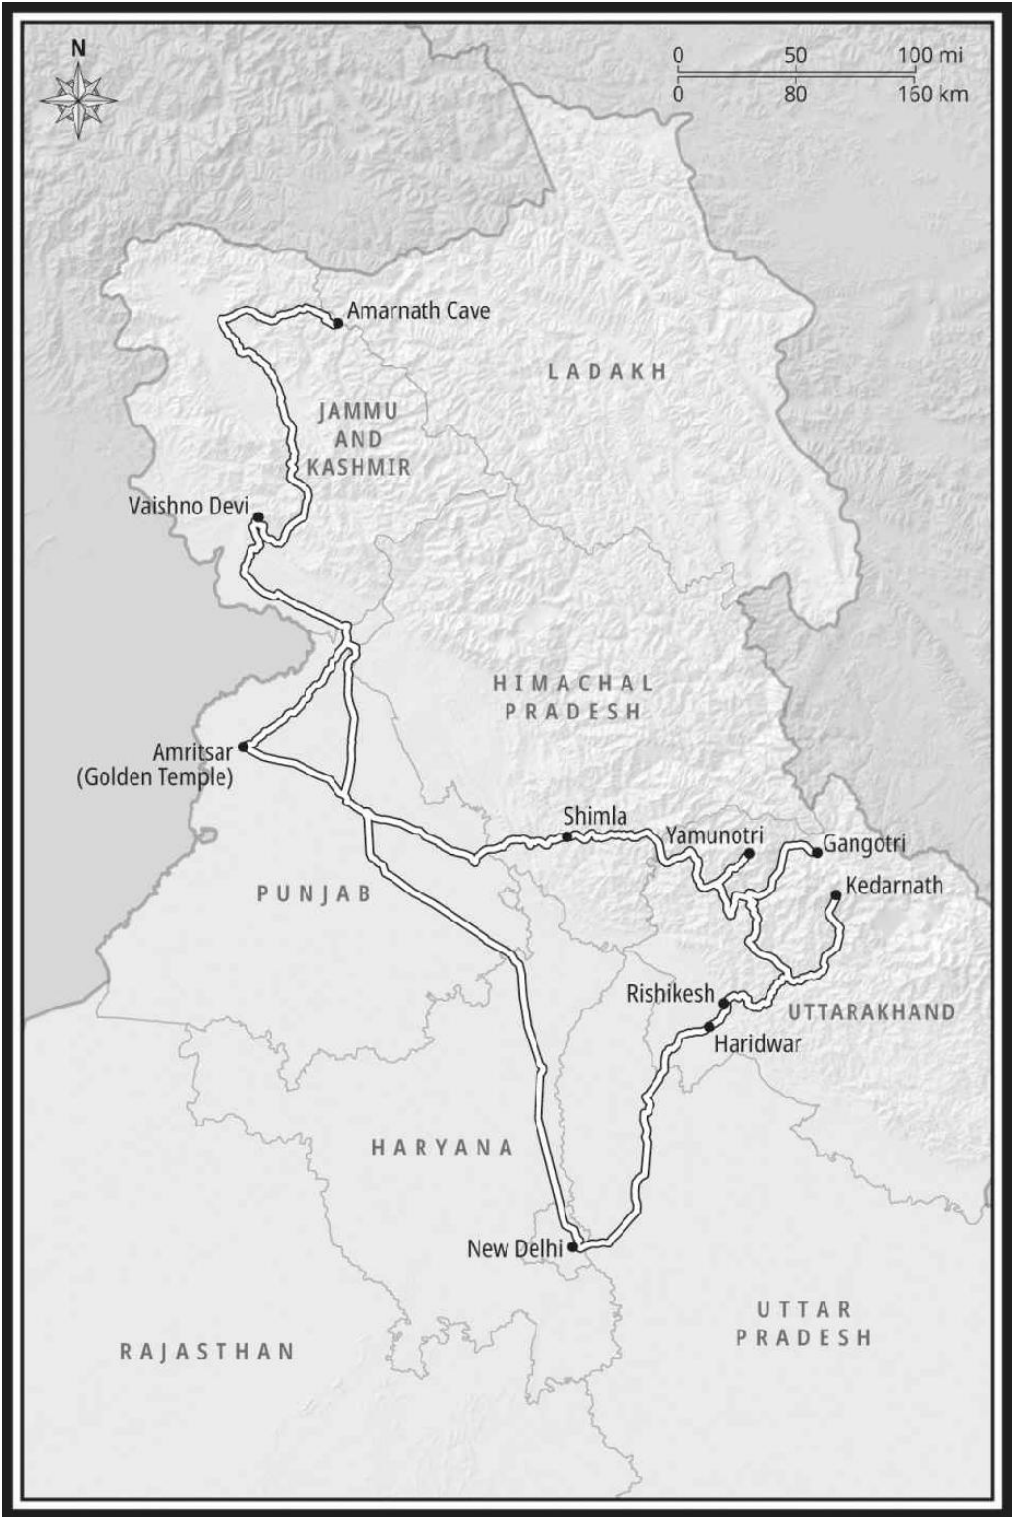 N
0 50 100 mi
0 80 160 km
Amarnath Cave
LADAKH
JAMMU
AND
KASHMIR
Vaishno Devi
HIMACHAL
PRADESH
Amritsar
(Golden Temple)
Shimla
Yamunotri
Gangotri
Kedarnath
PUNJAB
Rishikesh
UTTARAKHAND
Haridwar
HARYANA
New Delhi
UTTAR
PRADESH
RAJASTHAN